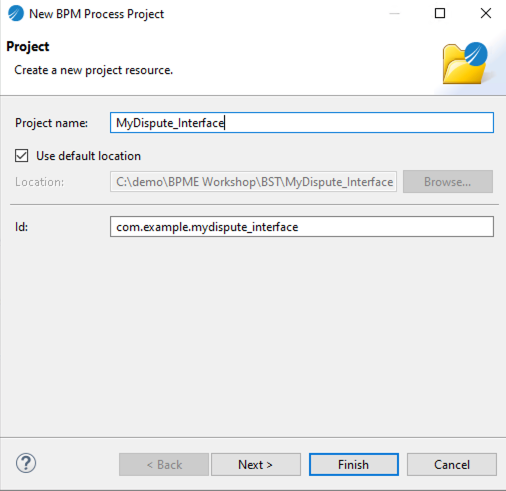 New BPM Process Project
Project
Create a new project resource.
Project name: MyDispute_Interface
Use default location
Location: C:\demo\BPME Workshop\BST\MyDispute_Interface Browse...
Id: com.example.mydispute_interface
? < Back Next > Finish Cancel